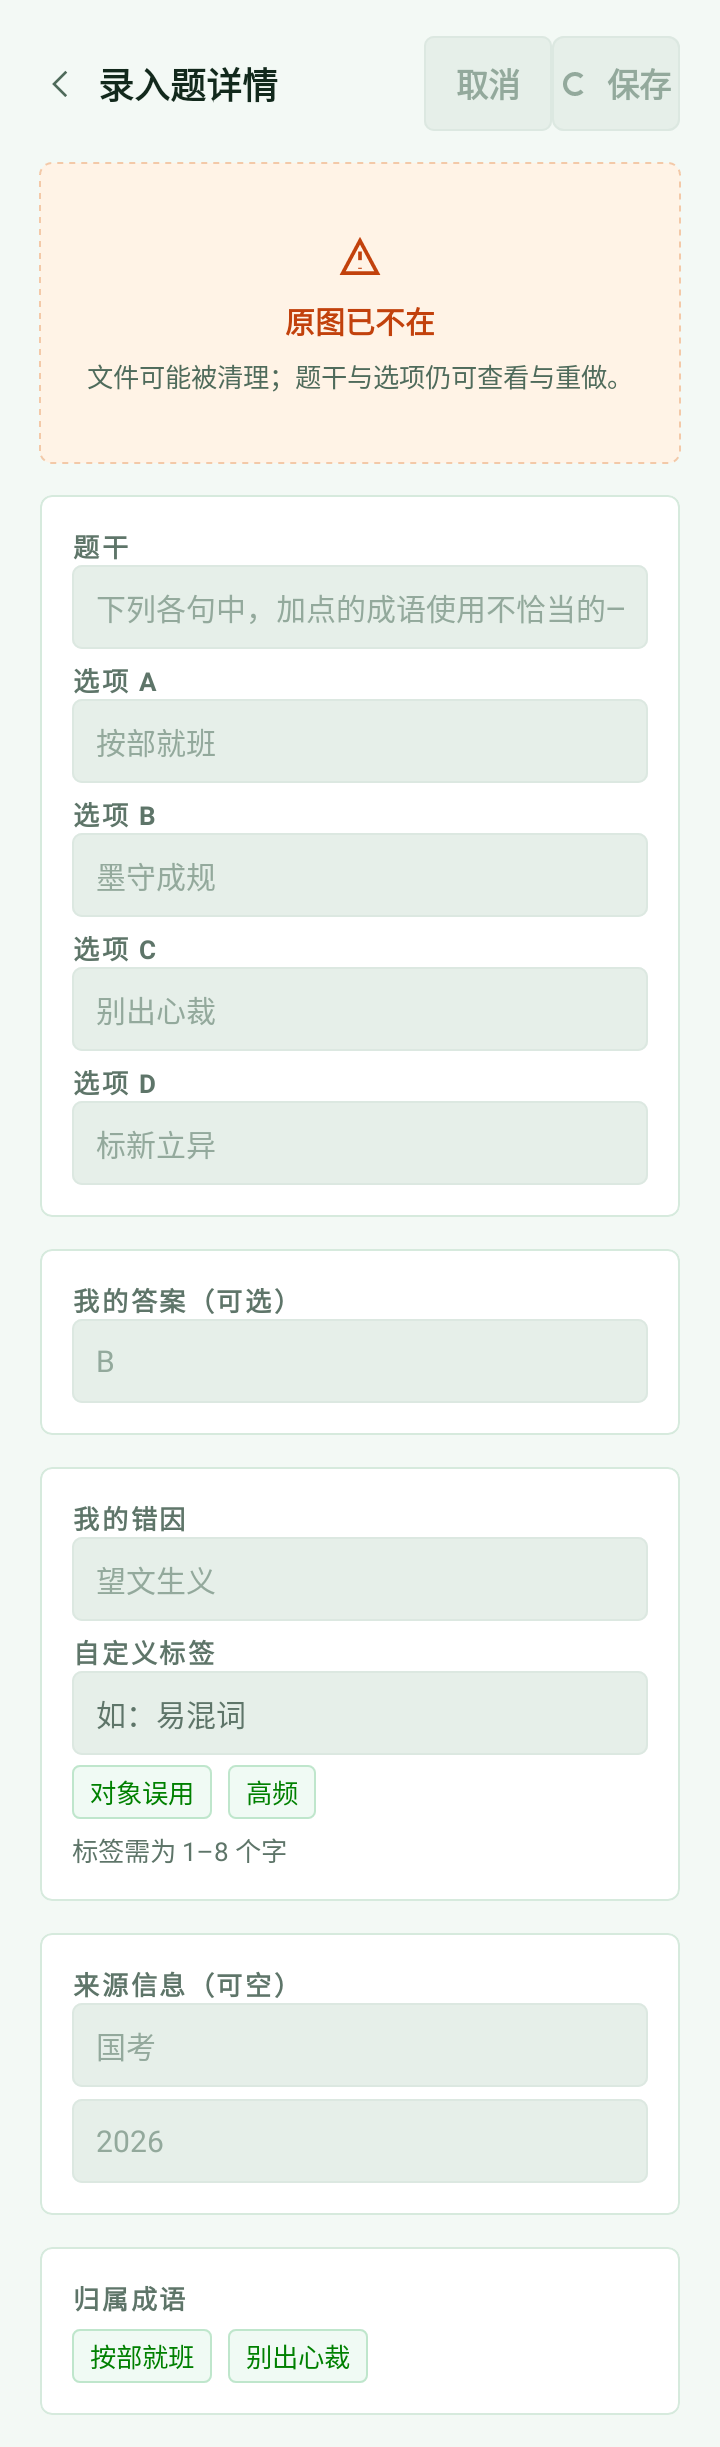 录入题详情
取消
保存
原图已不在
文件可能被清理；题干与选项仍可查看与重做。
题干
下列各句中，加点的成语使用不恰当的一
选项 A
按部就班
选项 B
墨守成规
选项 C
别出心裁
选项 D
标新立异
我的答案（可选）
B
我的错因
望文生义
自定义标签
如：易混词
对象误用
高频
标签需为 1–8 个字
来源信息（可空）
国考
2026
归属成语
按部就班
别出心裁